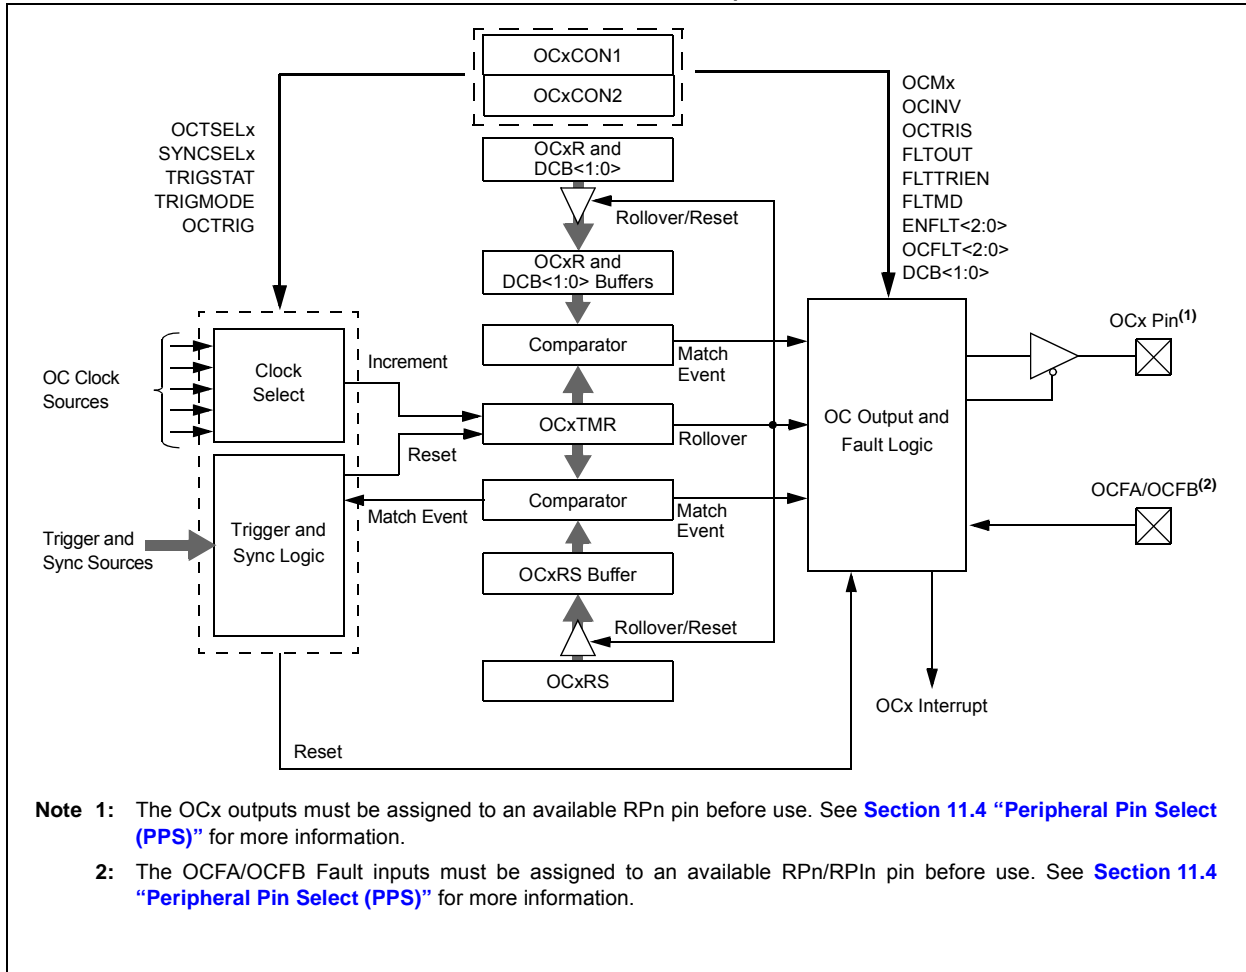 OCxCON1
OCxCON2
OCTSELx
SYNCSELx
TRIGSTAT
TRIGMODE
OCTRIG
OCMx
OCINV
OCTRIS
FLTOUT
FLTTRIEN
FLTMD
ENFLT<2:0>
OCFLT<2:0>
DCB<1:0>
OCxR and
DCB<1:0>
Rollover/Reset
OCxR and
DCB<1:0> Buffers
Comparator
Match
Event
OC Clock
Sources
Clock
Select
Increment
OCxTMR
Rollover
Reset
OC Output and
Fault Logic
OCx Pin(1)
Comparator
Match Event
Match
Event
OCFA/OCFB(2)
Trigger and
Sync Sources
Trigger and
Sync Logic
OCxRS Buffer
Rollover/Reset
OCxRS
OCx Interrupt
Reset
Note 1: The OCx outputs must be assigned to an available RPn pin before use. See Section 11.4 “Peripheral Pin Select
(PPS)” for more information.
2: The OCFA/OCFB Fault inputs must be assigned to an available RPn/RPIn pin before use. See Section 11.4
“Peripheral Pin Select (PPS)” for more information.